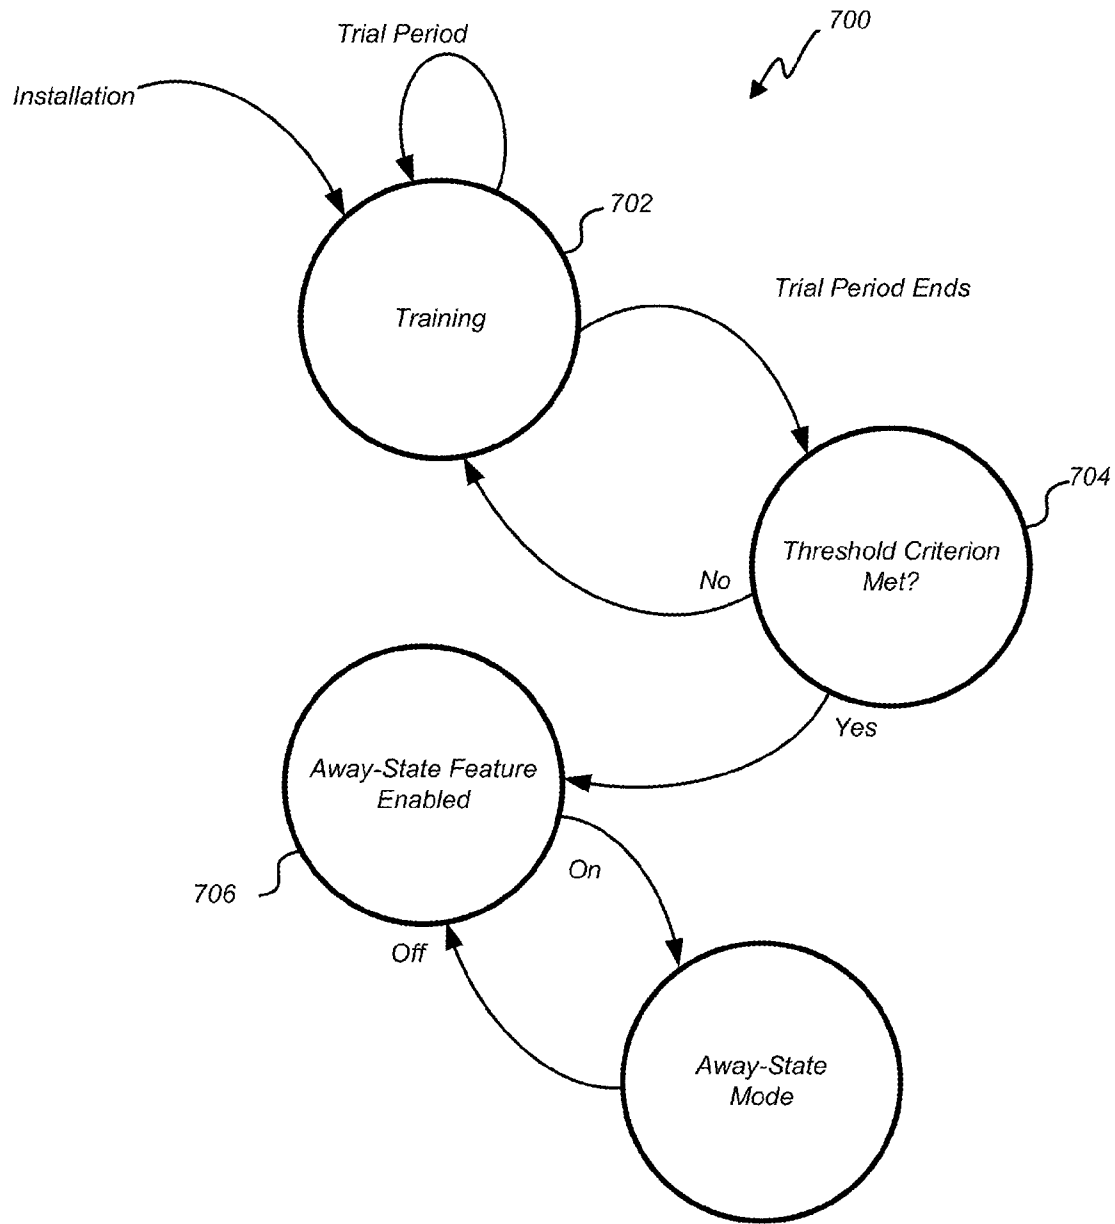 700
Trial Period
Installation
702
Trial Period Ends
Training
704
Threshold Criterion
Met?
No
Yes
Away-State Feature
Enabled
On
706
Off
Away-State
Mode